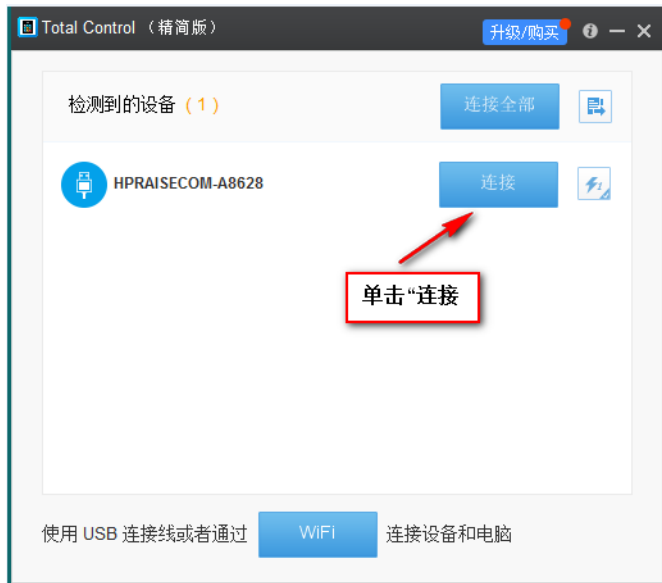 Total Control （精简版）
升级/购买
检测到的设备（1）
连接全部
HPRAISECOM-A8628
连接
1
单击“连接
使用 USB 连接线或者通过 WiFi 连接设备和电脑